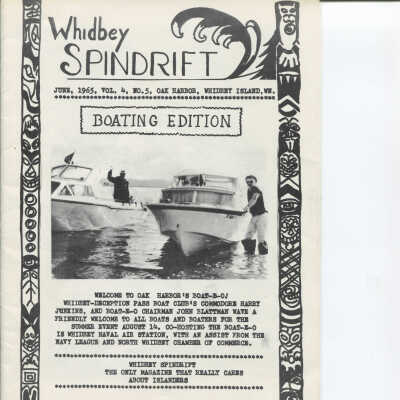 Whidbey
SPINDRIFT
JUNE, 1965, VOL. 4, NO.5, OAK HARBOR, WHIDBEY ISLAND,WN.
BOATING EDITION
WELCOME TO OAK HARBOR'S BOAT-E-O!
WHIDBEY-DECEPTION PASS BOAT CLUB'S COMMODORE HARRY
JUNKINS, AND BOAT-E-O CHAIRMAN JOHN BLATTMAN WAVE A
FRIENDLY WELCOME TO ALL BOATS AND BOATERS FOR THE
SUMMER EVENT AUGUST 14. CO-HOSTING THE BOAT-E-O
IS WHIDBEY NAVAL AIR STATION, WITH AN ASSIST FROM THE
NAVY LEAGUE AND NORTH WHIDBEY CHAMBER OF COMMERCE.
WHIDBEY SPINDRIFT
THE ONLY MAGAZINE THAT REALLY CARES
ABOUT ISLANDERS